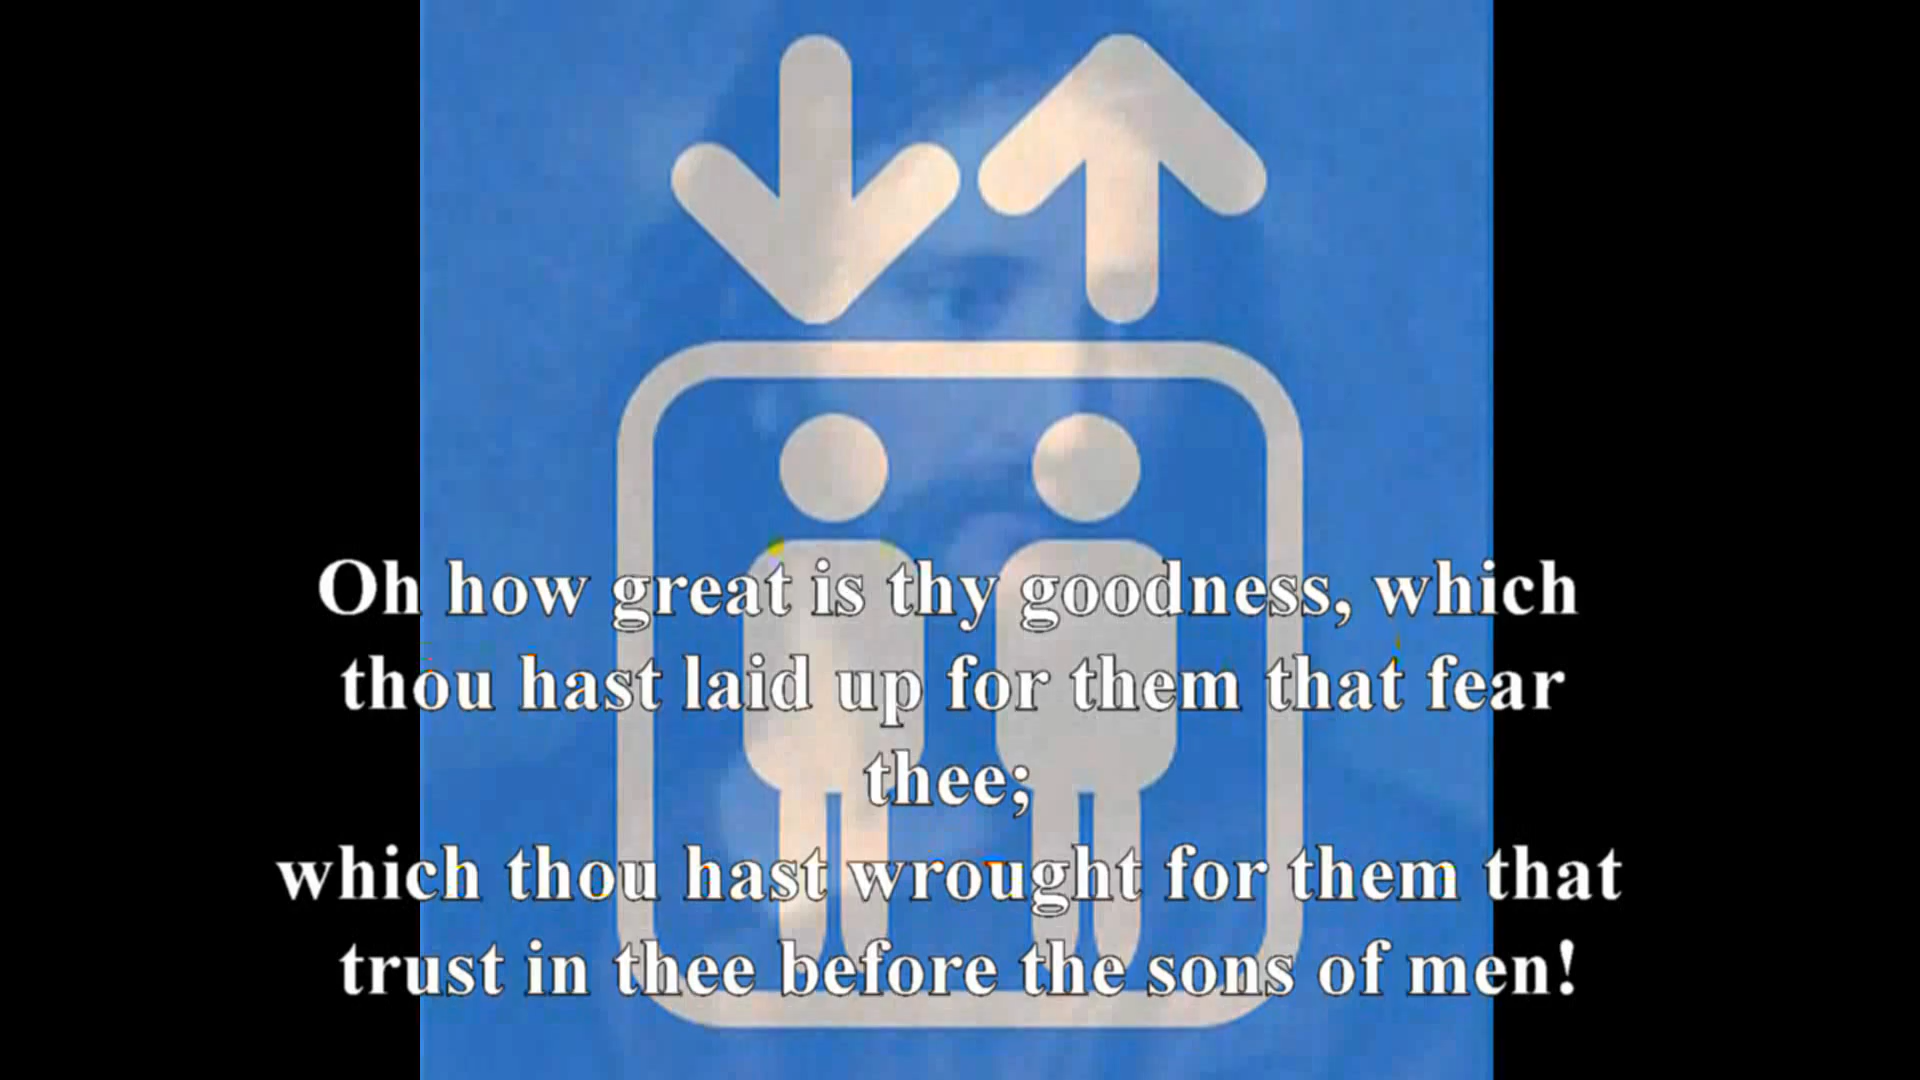 Oh how great is thy goodness, which
thou hast laid up for them that fear
thee;
which thou hast wrought for them that
trust in thee before the sons of men!